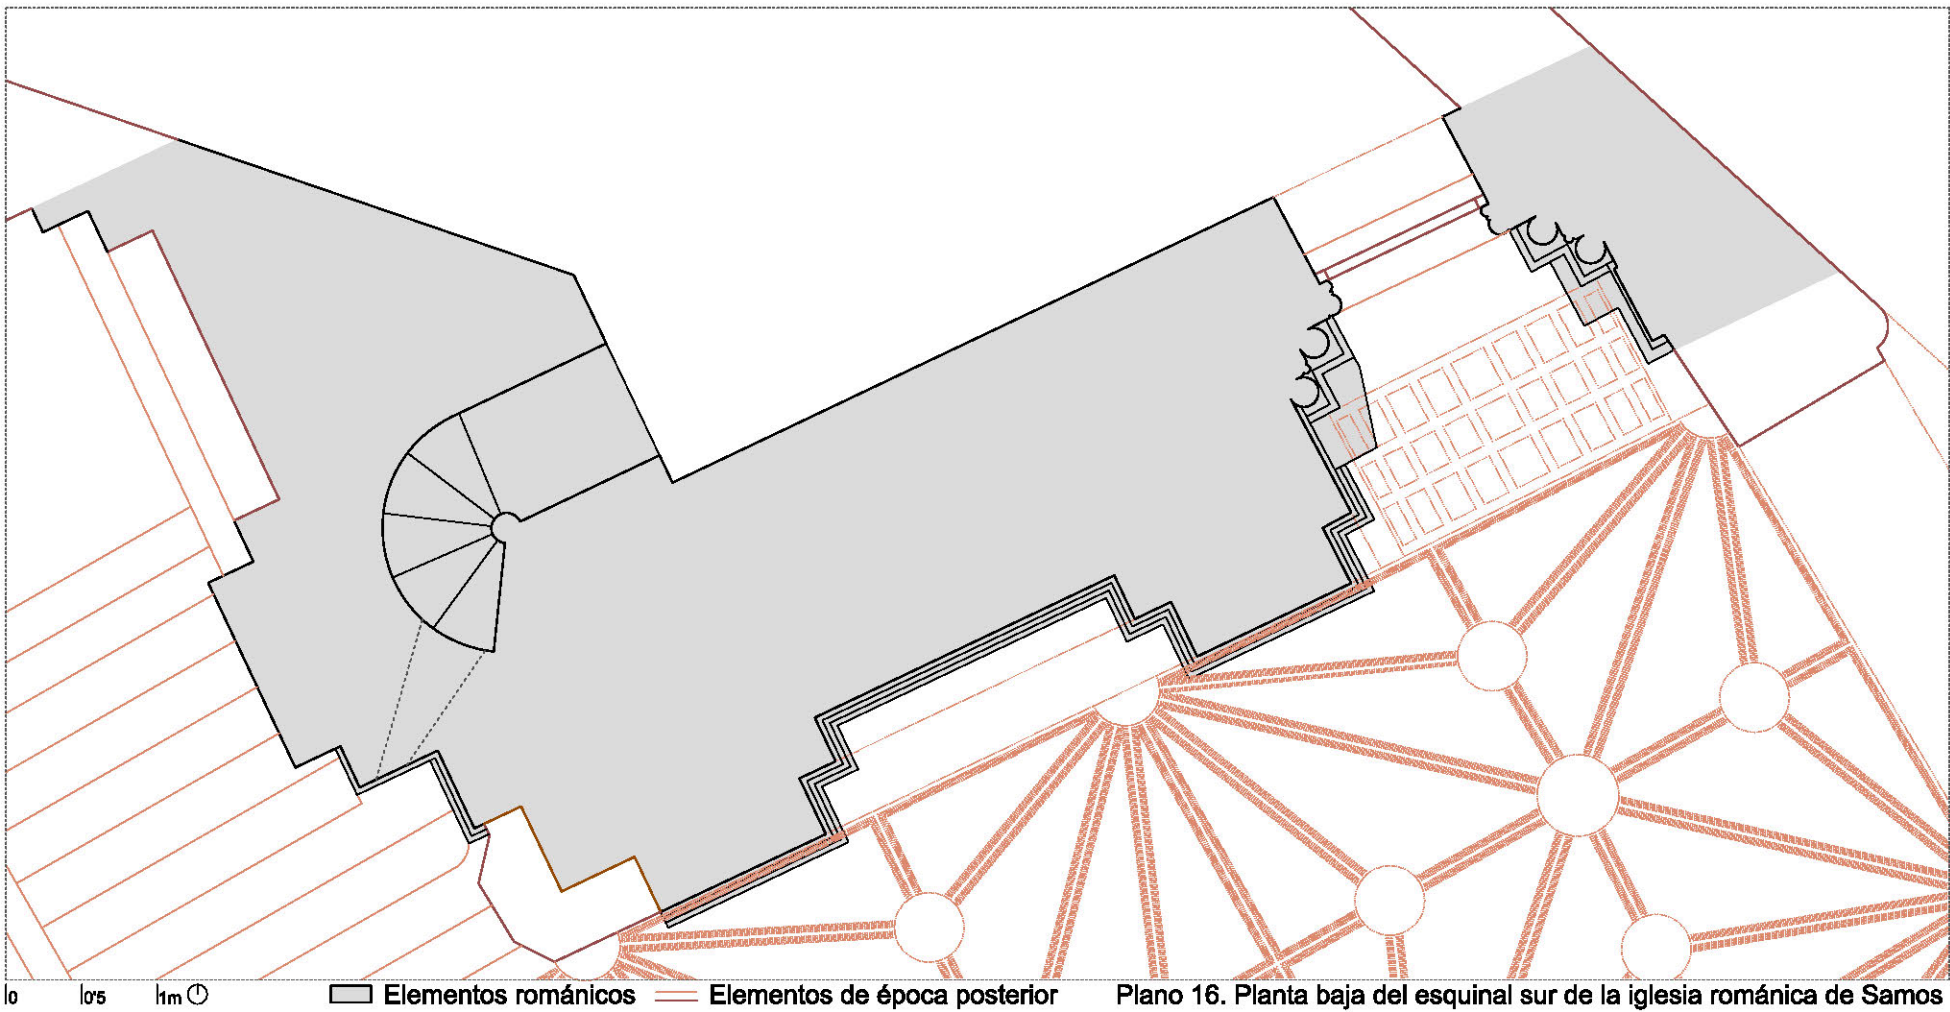 0 0'5 1m Elementos románicos Elementos de época posterior Plano 16. Planta baja del esquinal sur de la iglesia románica de Samos